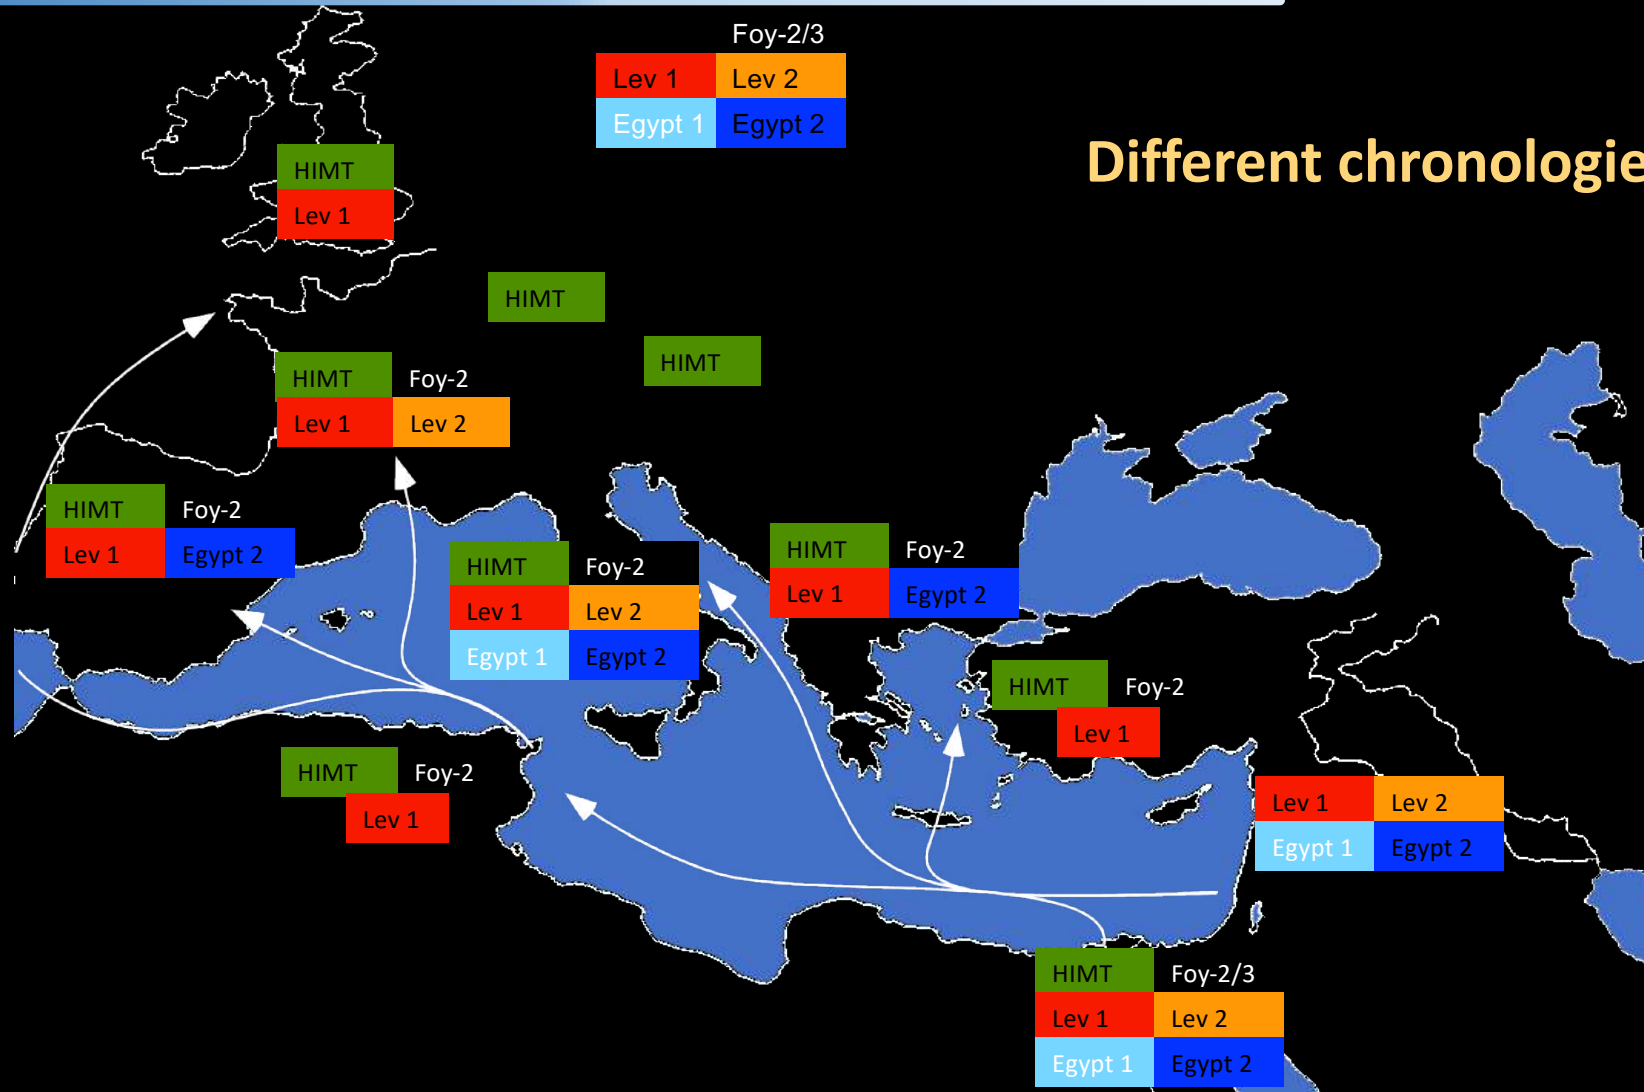 Foy-2/3
Lev 1 Lev 2
Egypt 1 Egypt 2
Different chronologie
HIMT
Lev 1
HIMT
HIMT
HIMT Foy-2
Lev 1 Lev 2
HIMT Foy-2
Lev 1 Egypt 2
HIMT Foy-2
Lev 1 Lev 2
Egypt 1 Egypt 2
HIMT Foy-2
Lev 1 Egypt 2
HIMT Foy-2
Lev 1
HIMT Foy-2
Lev 1
Lev 1 Lev 2
Egypt 1 Egypt 2
HIMT Foy-2/3
Lev 1 Lev 2
Egypt 1 Egypt 2